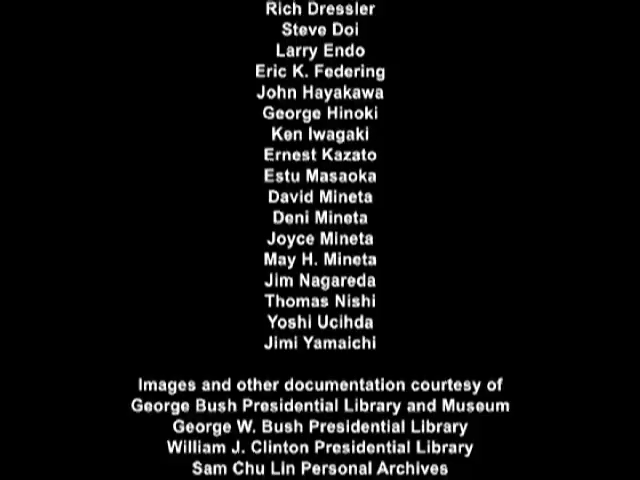 Rich Dressler
Steve Doi
Larry Endo
Eric K. Federing
John Hayakawa
George Hinoki
Ken Iwagaki
Ernest Kazato
Estu Masaoka
David Mineta
Deni Mineta
Joyce Mineta
May H. Mineta
Jim Nagareda
Thomas Nishi
Yoshi Ucihda
Jimi Yamaichi
Images and other documentation courtesy of
George Bush Presidential Library and Museum
George W. Bush Presidential Library
William J. Clinton Presidential Library
Sam Chu Lin Personal Archives